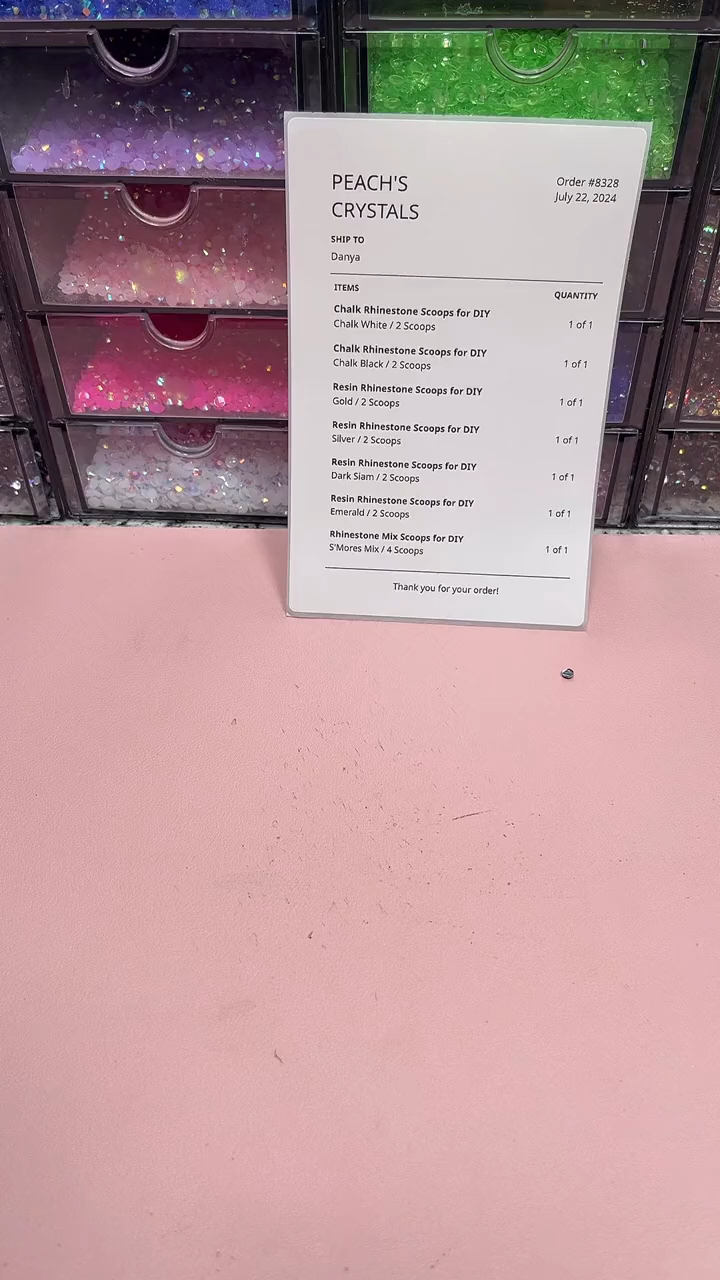 PEACH'S
CRYSTALS
Order #8328
July 22, 2024
SHIP TO
Danya
ITEMS QUANTITY
Chalk Rhinestone Scoops for DIY
Chalk White / 2 Scoops 1 of 1
Chalk Rhinestone Scoops for DIY
Chalk Black / 2 Scoops 1 of 1
Resin Rhinestone Scoops for DIY
Gold / 2 Scoops 1 of 1
Resin Rhinestone Scoops for DIY
Silver / 2 Scoops 1 of 1
Resin Rhinestone Scoops for DIY
Dark Siam / 2 Scoops 1 of 1
Resin Rhinestone Scoops for DIY
Emerald / 2 Scoops 1 of 1
Rhinestone Mix Scoops for DIY
S'Mores Mix / 4 Scoops 1 of 1
Thank you for your order!